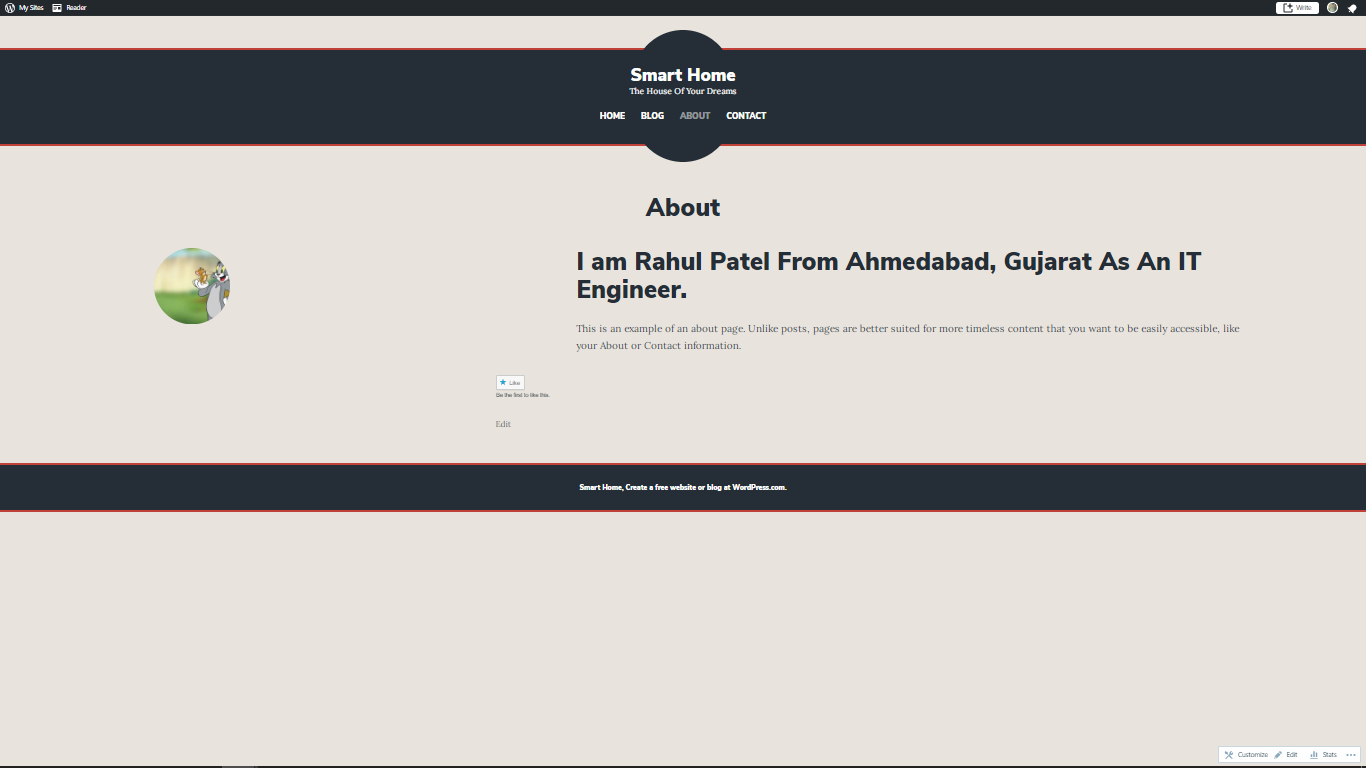 My Sites Reader Write
Smart Home
The House Of Your Dreams
HOME BLOG ABOUT CONTACT
About
I am Rahul Patel From Ahmedabad, Gujarat As An IT
Engineer.
This is an example of an about page. Unlike posts, pages are better suited for more timeless content that you want to be easily accessible, like
your About or Contact information.
Like
Be the first to like this.
Edit
Smart Home, Create a free website or blog at WordPress.com.
Customize Edit Stats